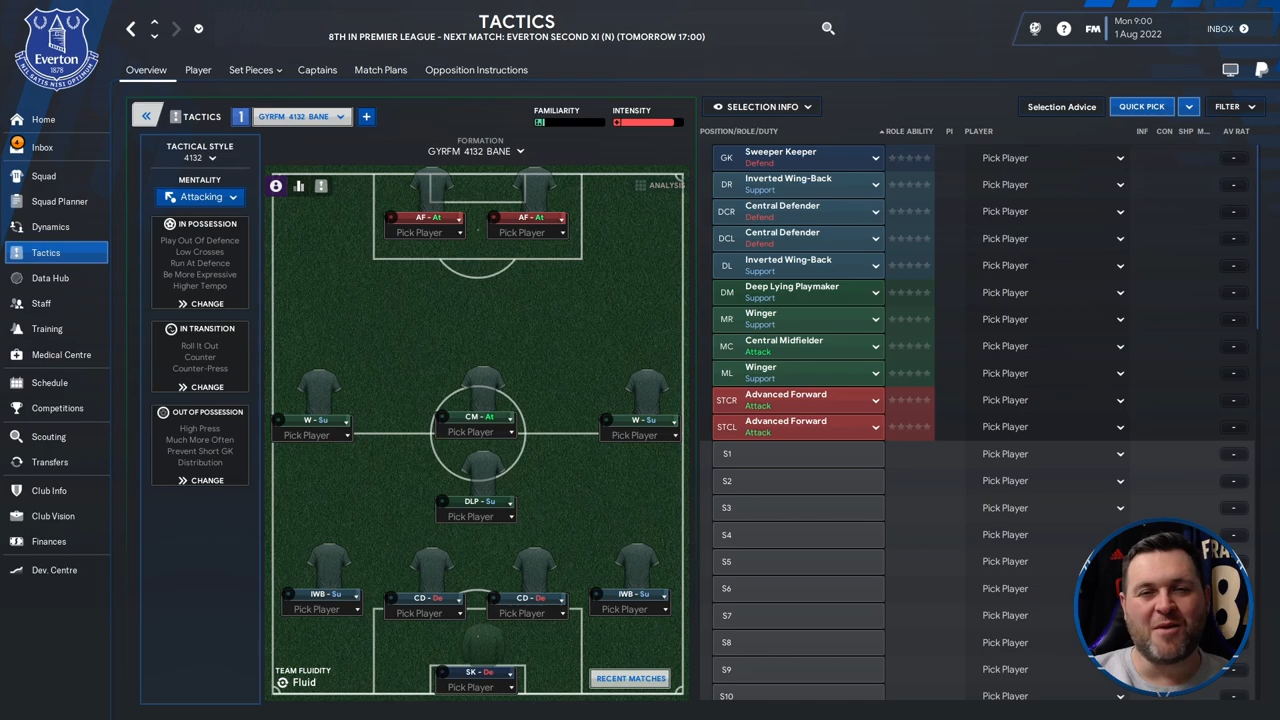 TACTICS
8TH IN PREMIER LEAGUE - NEXT MATCH: EVERTON SECOND XI (N) (TOMORROW 17:00)
FM
Mon 9:00
1 Aug 2022
INBOX
Everton
1878
NIL SATIS NISI OPTIMUM
Overview
Player
Set Pieces
Captains
Match Plans
Opposition Instructions
Home
4
Inbox
Squad
Squad Planner
Dynamics
Tactics
Data Hub
Staff
Training
Medical Centre
Schedule
Competitions
Scouting
Transfers
Club Info
Club Vision
Finances
Dev. Centre
TACTICS
1
GYRFM 4132 BANE
FAMILIARITY
INTENSITY
TACTICAL STYLE
4132
MENTALITY
Attacking
IN POSSESSION
Play Out Of Defence
Low Crosses
Run At Defence
Be More Expressive
Higher Tempo
CHANGE
IN TRANSITION
Roll It Out
Counter
Counter-Press
CHANGE
OUT OF POSSESSION
High Press
Much More Often
Prevent Short GK
Distribution
CHANGE
FORMATION
GYRFM 4132 BANE
ANALYSIS
AF - At
Pick Player
AF - At
Pick Player
W - Su
Pick Player
CM - At
Pick Player
W - Su
Pick Player
DLP - Su
Pick Player
IWB - Su
Pick Player
CD - De
Pick Player
CD - De
Pick Player
IWB - Su
Pick Player
SK - De
Pick Player
TEAM FLUIDITY
Fluid
RECENT MATCHES
SELECTION INFO
Selection Advice
QUICK PICK
FILTER
POSITION/ROLE/DUTY ROLE ABILITY PI PLAYER INF CON SHP M... AV RAT
GK Sweeper Keeper Defend Pick Player -
DR Inverted Wing-Back Support Pick Player -
DCR Central Defender Defend Pick Player -
DCL Central Defender Defend Pick Player -
DL Inverted Wing-Back Support Pick Player -
DM Deep Lying Playmaker Support Pick Player -
MR Winger Support Pick Player -
MC Central Midfielder Attack Pick Player -
ML Winger Support Pick Player -
STCR Advanced Forward Attack Pick Player -
STCL Advanced Forward Attack Pick Player -
S1 Pick Player -
S2 Pick Player -
S3 Pick Player -
S4 Pick Player -
S5 Pick Player
S6 Pick Player
S7 Pick Player
S8 Pick Player
S9 Pick Player
S10 Pick Player -
FRA
8